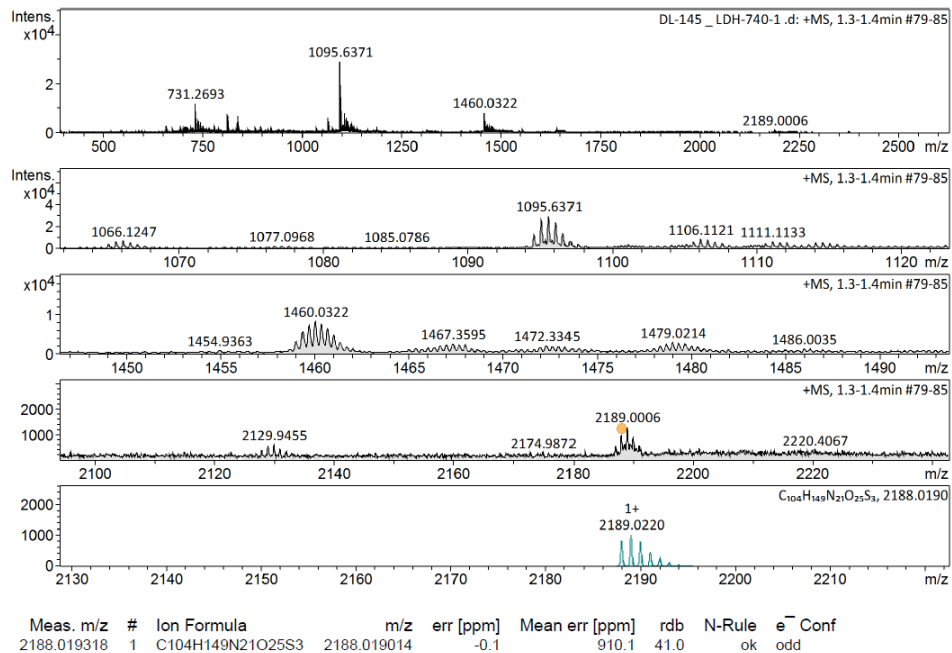 Intens.
x10⁴
DL-145 _ LDH-740-1 .d: +MS, 1.3-1.4min #79-85
1095.6371
2
731.2693
1460.0322
2189.0006
0
500 750 1000 1250 1500 1750 2000 2250 2500 m/z
Intens.
x10⁴
+MS, 1.3-1.4min #79-85
4
1095.6371
2
1066.1247 1077.0968 1085.0786 1106.1121 1111.1133
0
1070 1080 1090 1100 1110 1120 m/z
x10⁴
+MS, 1.3-1.4min #79-85
1460.0322
1
1454.9363 1467.3595 1472.3345 1479.0214 1486.0035
0
1450 1455 1460 1465 1470 1475 1480 1485 1490 m/z
+MS, 1.3-1.4min #79-85
2000
2189.0006
1000
2129.9455 2174.9872 2220.4067
0
2100 2120 2140 2160 2180 2200 2220 m/z
C₁₀₄H₁₄₉N₂₁O₂₅S₃, 2188.0190
2000
1+
2189.0220
1000
0
2130 2140 2150 2160 2170 2180 2190 2200 2210 m/z
Meas. m/z # Ion Formula m/z err [ppm] Mean err [ppm] rdb N-Rule e⁻ Conf
2188.019318 1 C104H149N21O25S3 2188.019014 -0.1 910.1 41.0 ok odd